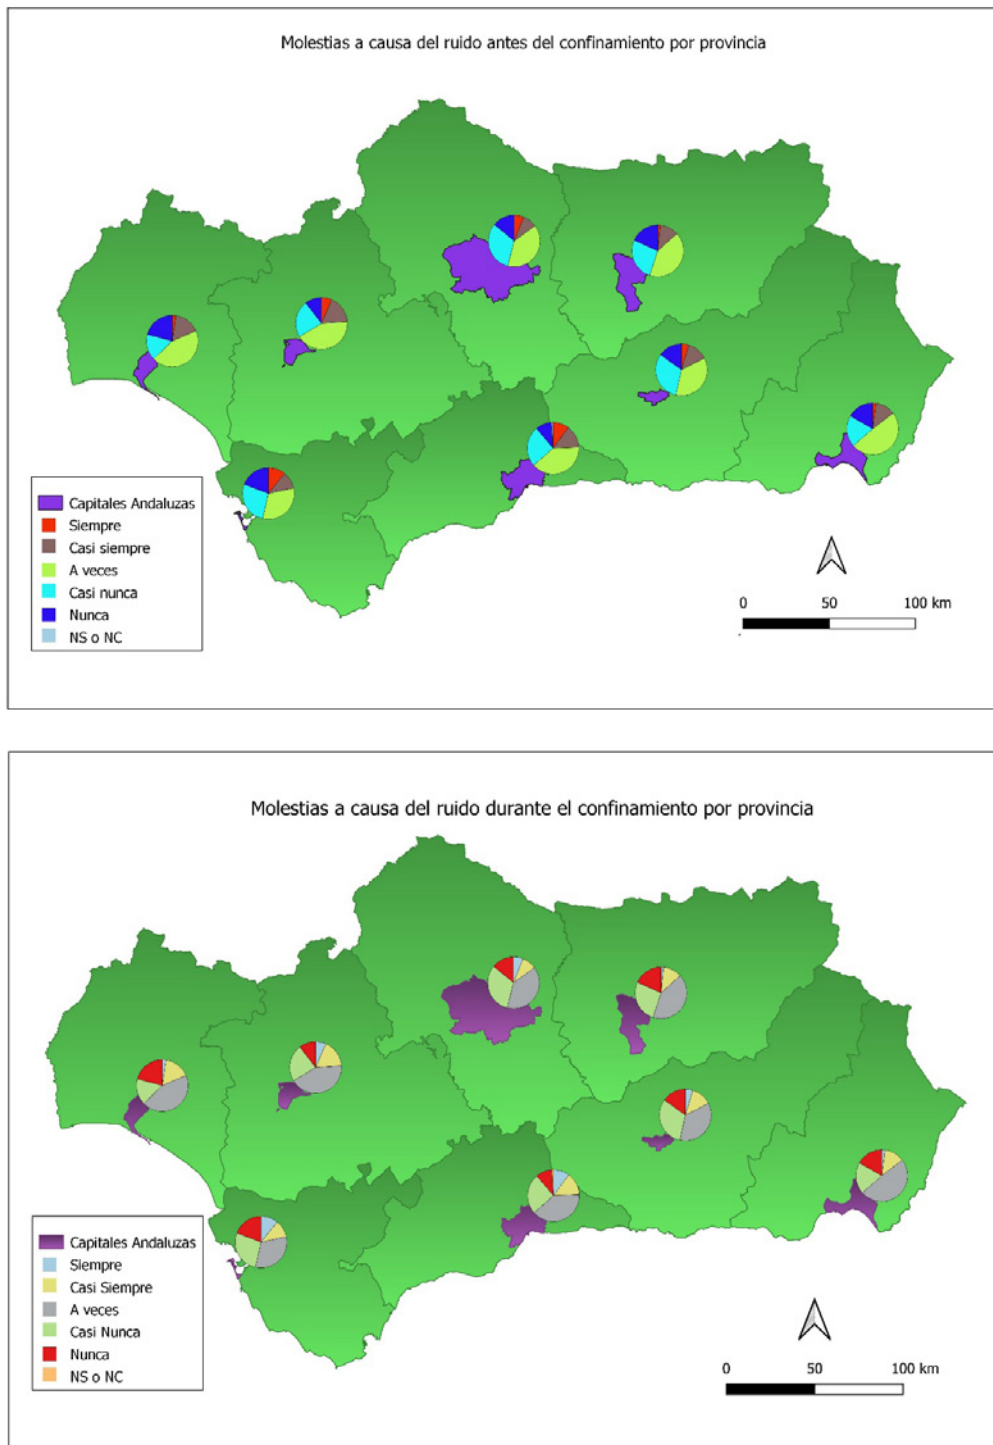 Molestias a causa del ruido antes del confinamiento por provincia
Capitales Andaluzas
Siempre
Casi siempre
A veces
Casi nunca
Nunca
NS o NC
0 50 100 km
Molestias a causa del ruido durante el confinamiento por provincia
Capitales Andaluzas
Siempre
Casi Siempre
A veces
Casi Nunca
Nunca
NS o NC
0 50 100 km